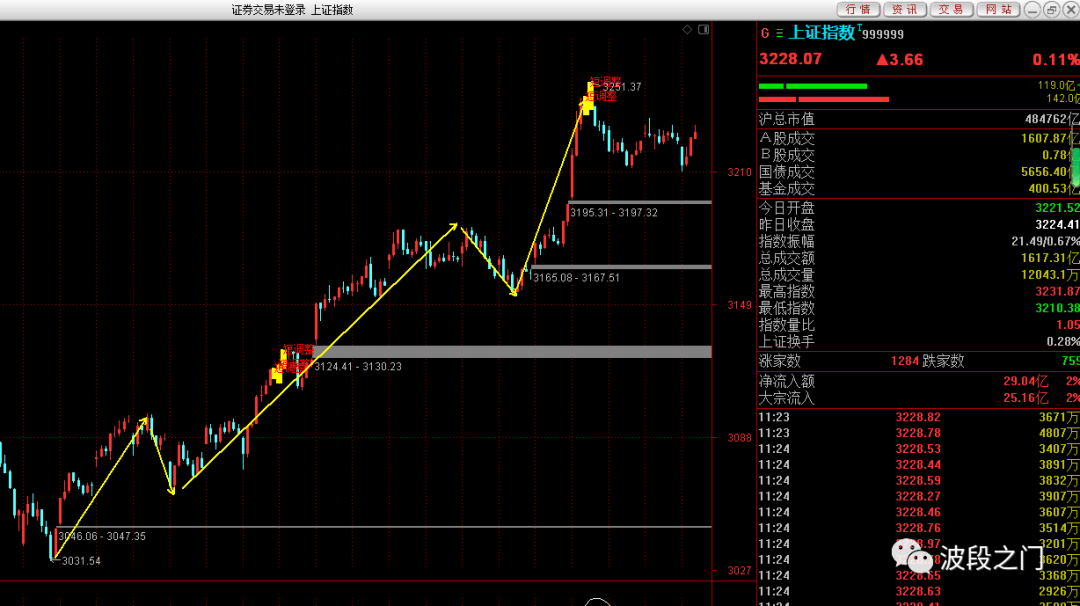 证券交易未登录 上证指数
行情 资讯 交易 网站
G 上证指数 T 999999
3228.07 ▲3.66 0.11%
119.0亿
142.0亿
沪总市值 484762亿
A股成交 1607.87亿
B股成交 0.78亿
国债成交 5656.40亿
基金成交 400.53亿
今日开盘 3221.52
昨日收盘 3224.41
指数振幅 21.49/0.67%
总成交额 1617.31亿
总成交量 12043.1万
最高指数 3231.87
最低指数 3210.38
指数量比 1.05
上证换手 0.28%
涨家数 1284 跌家数 755
净流入额 29.04亿 2%
大宗流入 25.16亿 2%
11:23 3228.82 3671万
11:23 3228.78 4807万
11:24 3228.53 3407万
11:24 3228.44 3891万
11:24 3228.59 3832万
11:24 3228.27 3907万
11:24 3228.46 3607万
11:24 3228.76 3514万
11:24 3201万
11:24 3620万
11:24 3228.65 3368万
11:24 3228.63 2926万
短调整
3251.37
短调整
3210
3195.31 - 3197.32
3165.08 - 3167.51
3149
短调整
3124.41 - 3130.23
3088
3046.06 - 3047.35
3031.54
3027
波段之门